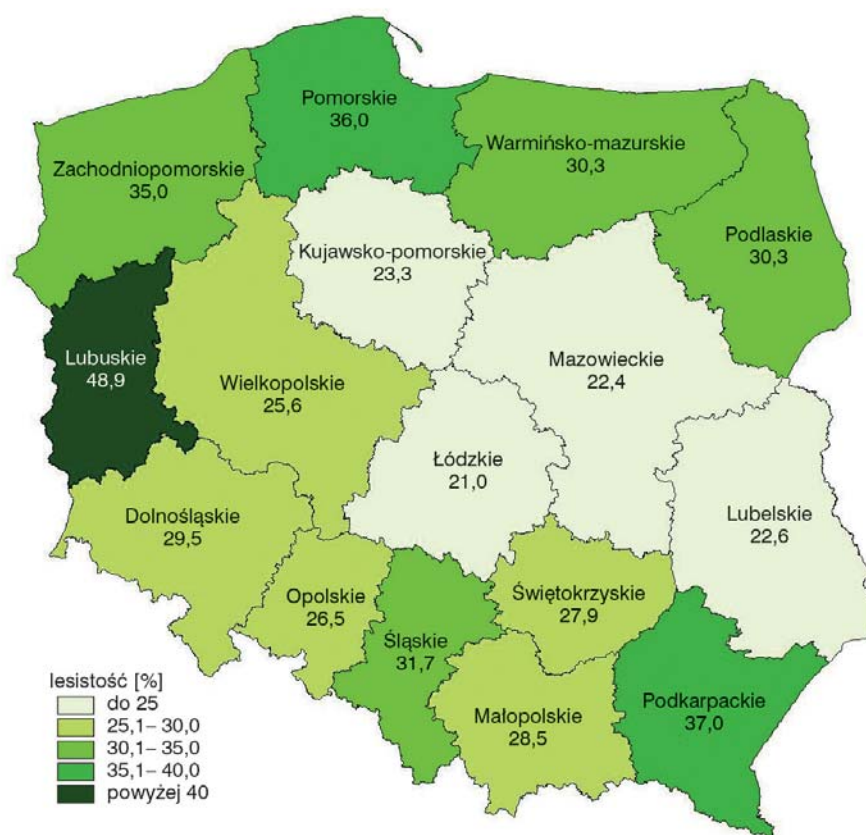 Pomorskie
36,0
Zachodniopomorskie
35,0
Warmińsko-mazurskie
30,3
Podlaskie
30,3
Kujawsko-pomorskie
23,3
Lubuskie
48,9
Wielkopolskie
25,6
Mazowieckie
22,4
Łódzkie
21,0
Lubelskie
22,6
Dolnośląskie
29,5
Opolskie
26,5
Śląskie
31,7
Świętokrzyskie
27,9
Małopolskie
28,5
Podkarpackie
37,0
lesistość [%]
do 25
25,1– 30,0
30,1– 35,0
35,1– 40,0
powyżej 40